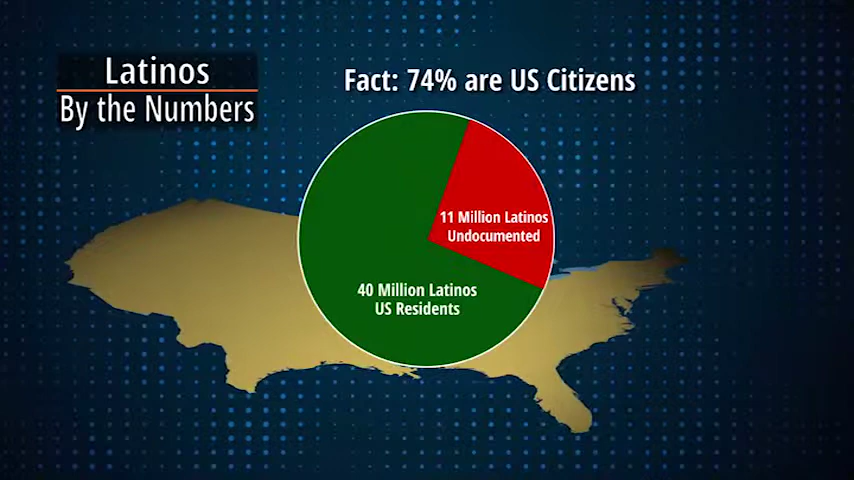 Latinos
By the Numbers
Fact: 74% are US Citizens
11 Million Latinos
Undocumented
40 Million Latinos
US Residents